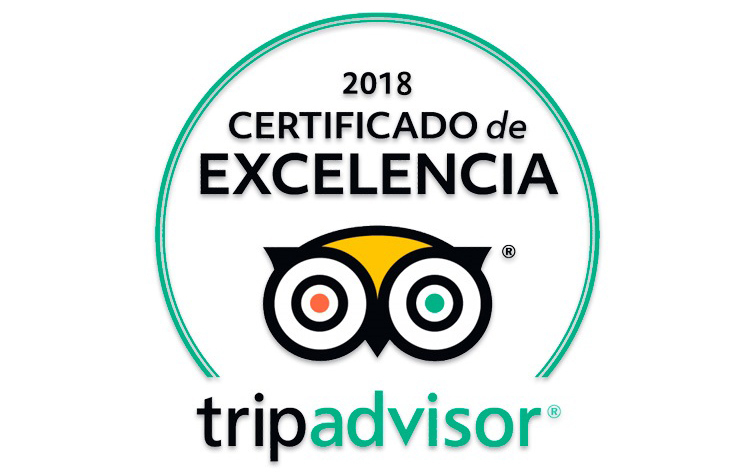 2018
CERTIFICADO de
EXCELENCIA
®
tripadvisor®